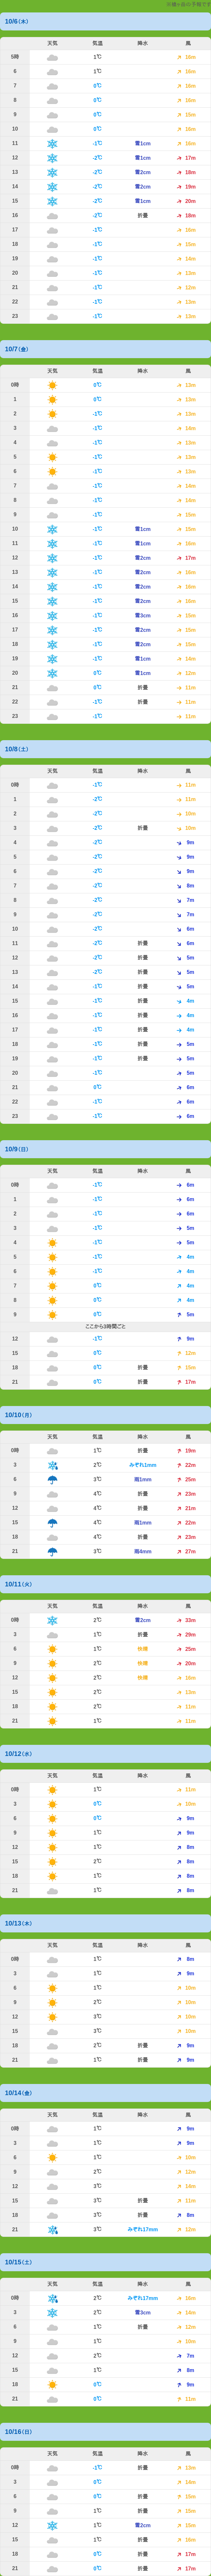 10/6(木)
天気 気温 降水 風
5時 1℃ 16m
6 1℃ 16m
7 0℃ 16m
8 0℃ 16m
9 0℃ 15m
10 0℃ 16m
11 -1℃ 雪1cm 16m
12 -2℃ 雪1cm 17m
13 -2℃ 雪2cm 18m
14 -2℃ 雪2cm 19m
15 -2℃ 雪1cm 20m
16 -2℃ 折畳 18m
17 -1℃ 16m
18 -1℃ 15m
19 -1℃ 14m
20 -1℃ 13m
21 -1℃ 12m
22 -1℃ 13m
23 -1℃ 13m
10/7(金)
天気 気温 降水 風
0時 0℃ 13m
1 0℃ 13m
2 -1℃ 13m
3 -1℃ 14m
4 -1℃ 13m
5 -1℃ 13m
6 -1℃ 13m
7 -1℃ 14m
8 -1℃ 14m
9 -1℃ 15m
10 -1℃ 雪1cm 16m
11 -1℃ 雪1cm 16m
12 -1℃ 雪2cm 17m
13 -1℃ 雪2cm 16m
14 -1℃ 雪2cm 16m
15 -1℃ 雪2cm 16m
16 -1℃ 雪3cm 15m
17 -1℃ 雪2cm 15m
18 -1℃ 雪2cm 15m
19 -1℃ 雪1cm 14m
20 0℃ 雪1cm 12m
21 0℃ 折畳 11m
22 -1℃ 折畳 11m
23 -1℃ 11m
10/8(土)
天気 気温 降水 風
0時 -1℃ 11m
1 -2℃ 11m
2 -2℃ 10m
3 -2℃ 折畳 10m
4 -2℃ 9m
5 -2℃ 9m
6 -2℃ 9m
7 -2℃ 8m
8 -2℃ 7m
9 -2℃ 7m
10 -2℃ 6m
11 -2℃ 折畳 6m
12 -2℃ 折畳 5m
13 -2℃ 折畳 5m
14 -1℃ 折畳 5m
15 -1℃ 折畳 4m
16 -1℃ 折畳 4m
17 -1℃ 折畳 4m
18 -1℃ 折畳 5m
19 -1℃ 折畳 5m
20 -1℃ 5m
21 0℃ 6m
22 -1℃ 6m
23 -1℃ 6m
10/9(日)
天気 気温 降水 風
0時 -1℃ 6m
1 -1℃ 6m
2 -1℃ 6m
3 -1℃ 6m
4 -1℃ 5m
5 -1℃ 4m
6 -1℃ 4m
7 0℃ 4m
8 0℃ 4m
9 0℃ 5m
ここから3時間ごと
12 -1℃ 9m
15 0℃ 12m
18 0℃ 折畳 15m
21 0℃ 折畳 17m
10/10(月)
天気 気温 降水 風
0時 1℃ 折畳 19m
3 2℃ みぞれ1mm 22m
6 3℃ 雨1mm 25m
9 4℃ 折畳 23m
12 4℃ 折畳 21m
15 4℃ 雨1mm 22m
18 4℃ 折畳 23m
21 3℃ 雨4mm 27m
10/11(火)
天気 気温 降水 風
0時 2℃ 雪2cm 33m
3 1℃ 折畳 29m
6 1℃ 25m
9 2℃ 20m
12 2℃ 16m
15 2℃ 13m
18 2℃ 11m
21 1℃ 11m
10/12(水)
天気 気温 降水 風
0時 1℃ 11m
3 0℃ 10m
6 0℃ 9m
9 1℃ 9m
12 1℃ 8m
15 2℃ 8m
18 1℃ 8m
21 1℃ 8m
10/13(木)
天気 気温 降水 風
0時 1℃ 8m
3 1℃ 9m
6 1℃ 10m
9 2℃ 10m
12 3℃ 10m
15 3℃ 10m
18 2℃ 折畳 9m
21 1℃ 折畳 9m
10/14(金)
天気 気温 降水 風
0時 1℃ 9m
3 1℃ 9m
6 1℃ 10m
9 2℃ 12m
12 3℃ 14m
15 3℃ 折畳 11m
18 3℃ 折畳 8m
21 3℃ みぞれ17mm 12m
10/15(土)
天気 気温 降水 風
0時 2℃ みぞれ17mm 16m
3 2℃ 雪3cm 14m
6 1℃ 折畳 12m
9 1℃ 10m
12 2℃ 7m
15 1℃ 8m
18 0℃ 9m
21 0℃ 11m
10/16(日)
天気 気温 降水 風
0時 -1℃ 折畳 13m
3 0℃ 14m
6 0℃ 折畳 15m
9 1℃ 折畳 15m
12 1℃ 雪2cm 15m
15 1℃ 折畳 16m
18 0℃ 折畳 17m
21 0℃ 折畳 17m